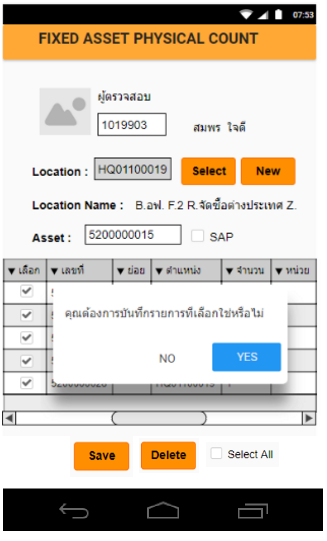 07:53
FIXED ASSET PHYSICAL COUNT
ผู้ตรวจสอบ
1019903 สมพร ใจดี
Location : HQ01100019 Select New
Location Name : B.อฟ. F.2 R.จัดซื้อต่างประเทศ Z.
Asset : 5200000015 SAP
▼ เลือก ▼ เลขที่ ▼ ย่อย ▼ ตำแหน่ง ▼ จำนวน ▼ หน่วย
คุณต้องการบันทึกรายการที่เลือกใช่หรือไม่
NO YES
Save Delete Select All